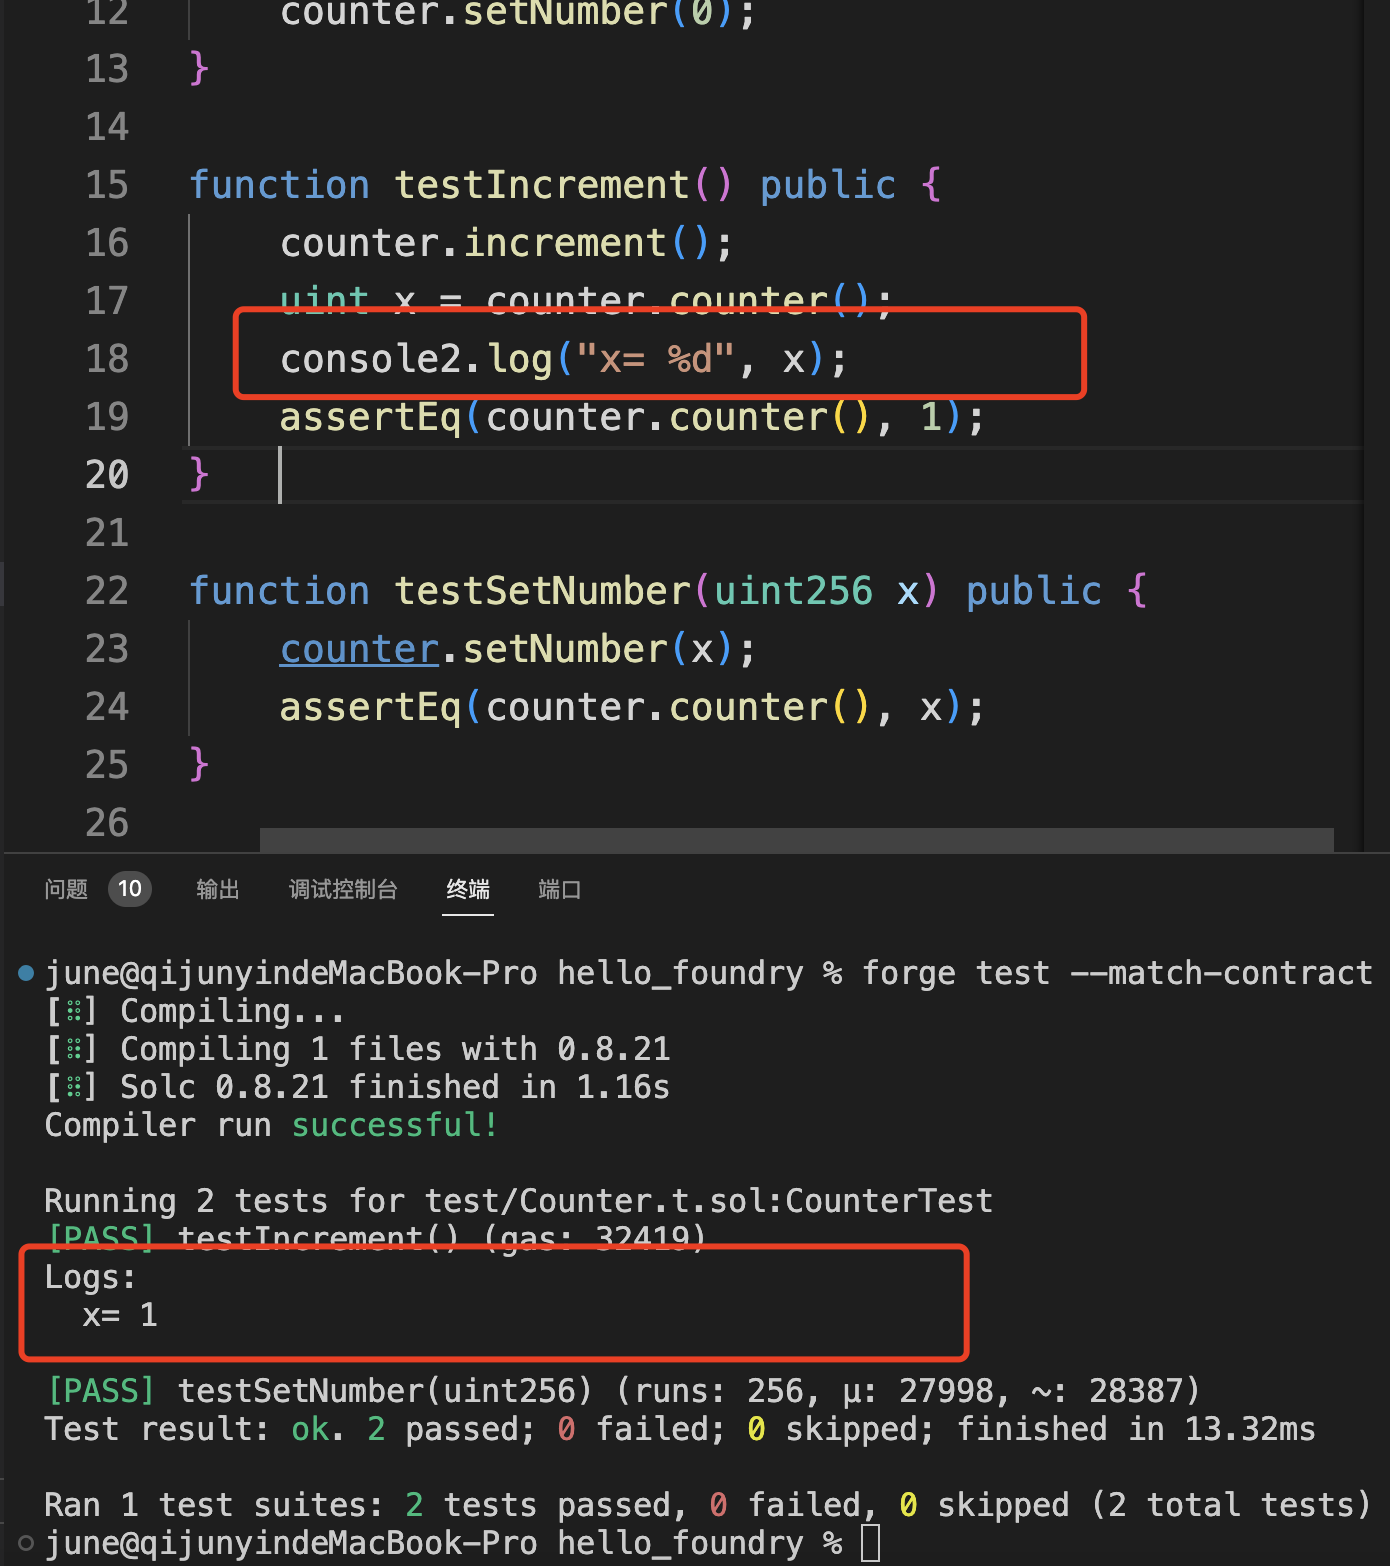 12 counter.setNumber(0);
13 }
14
15 function testIncrement() public {
16 counter.increment();
17 uint x = counter.counter();
18 console2.log("x= %d", x);
19 assertEq(counter.counter(), 1);
20 }
21
22 function testSetNumber(uint256 x) public {
23 counter.setNumber(x);
24 assertEq(counter.counter(), x);
25 }
26
问题 10 输出 调试控制台 终端 端口
june@qijunyindeMacBook-Pro hello_foundry % forge test --match-contract
[⠿] Compiling...
[⠿] Compiling 1 files with 0.8.21
[⠿] Solc 0.8.21 finished in 1.16s
Compiler run successful!
Running 2 tests for test/Counter.t.sol:CounterTest
[PASS] testIncrement() (gas: 32419)
Logs:
x= 1
[PASS] testSetNumber(uint256) (runs: 256, μ: 27998, ~: 28387)
Test result: ok. 2 passed; 0 failed; 0 skipped; finished in 13.32ms
Ran 1 test suites: 2 tests passed, 0 failed, 0 skipped (2 total tests)
june@qijunyindeMacBook-Pro hello_foundry %